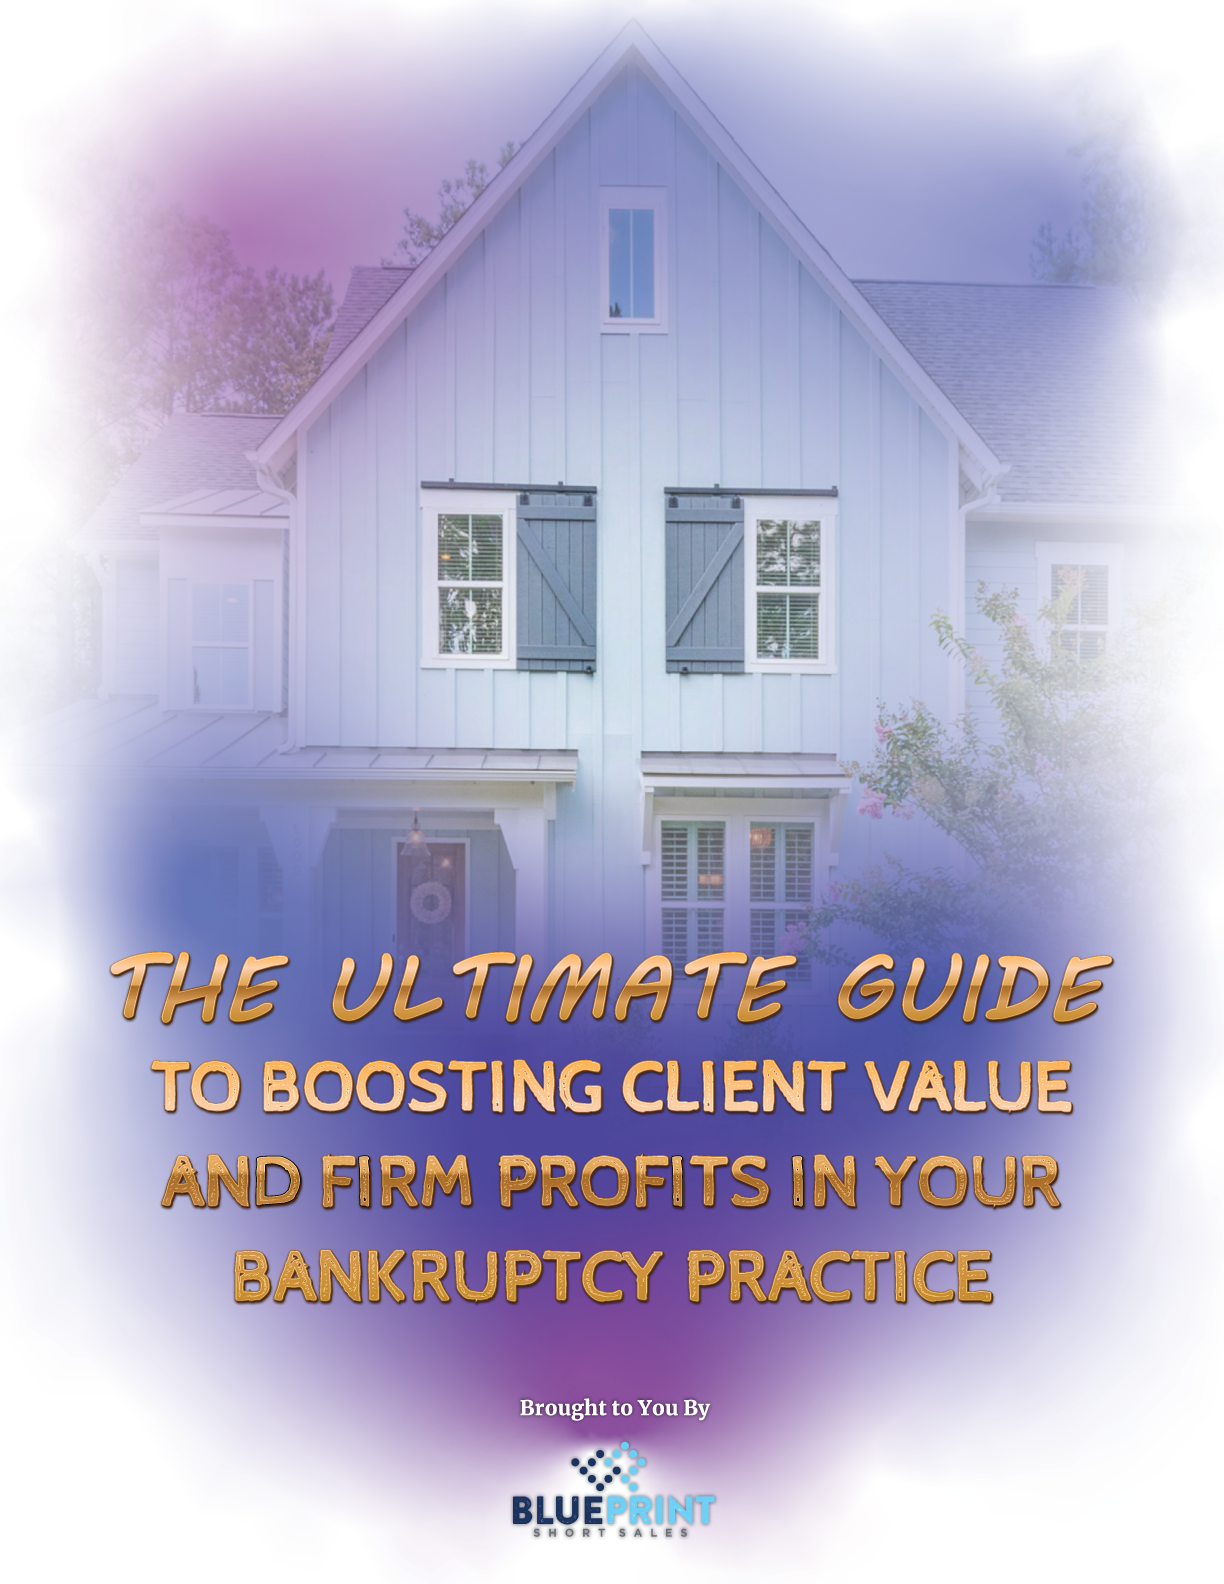 THE ULTIMATE GUIDE
TO BOOSTING CLIENT VALUE
AND FIRM PROFITS IN YOUR
BANKRUPTCY PRACTICE
Brought to You By
BLUEPRINT
SHORT SALES